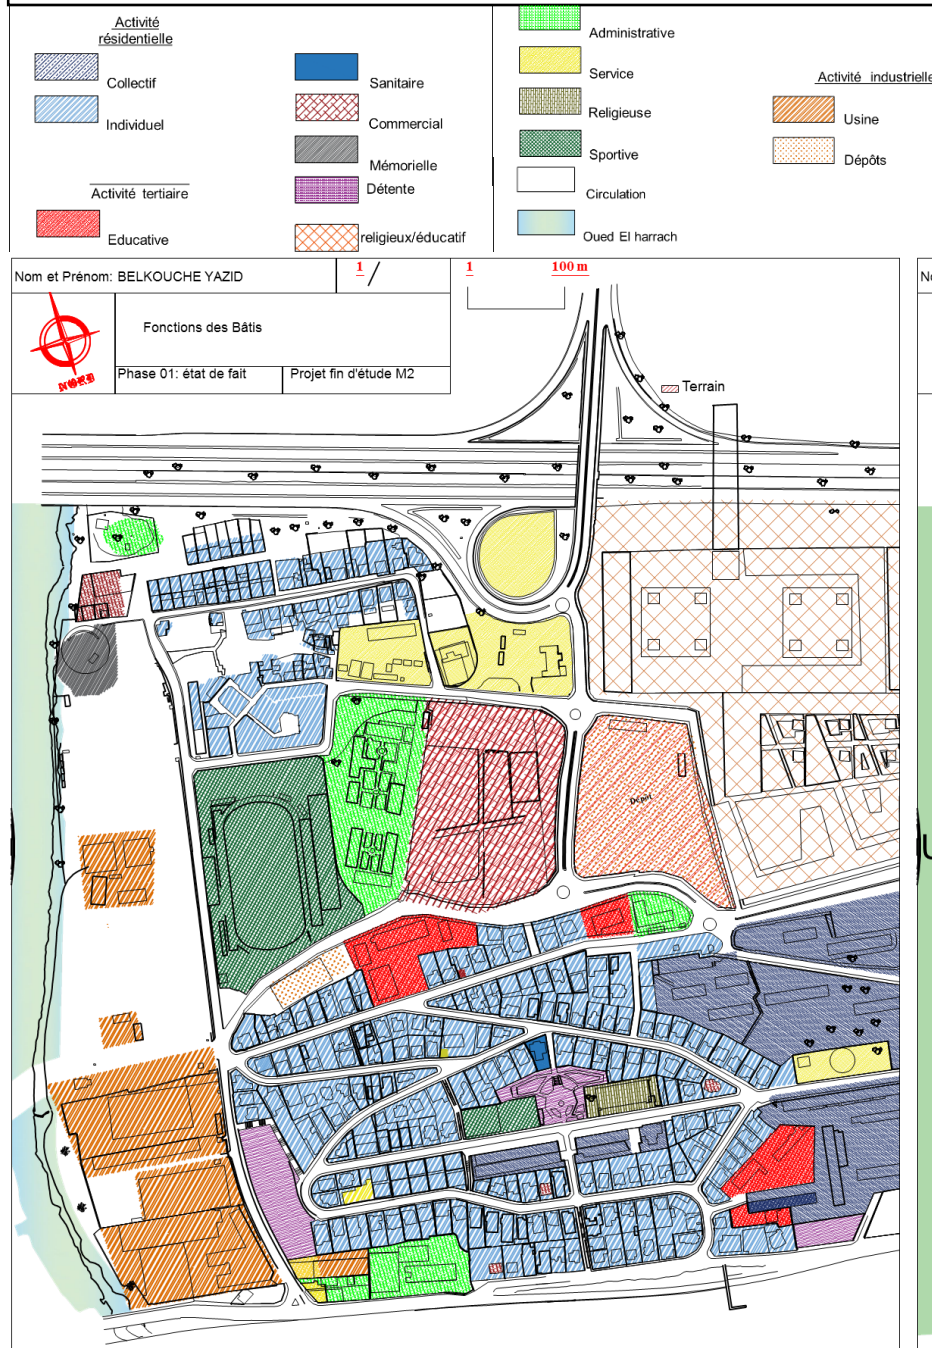 Activité
résidentielle
Collectif
Individuel
Activité tertiaire
Educative
Sanitaire
Commercial
Mémorielle
Détente
religieux/éducatif
Administrative
Service
Religieuse
Sportive
Circulation
Oued El harrach
Activité industrielle
Usine
Dépôts
Nom et Prénom: BELKOUCHE YAZID
1/
1 100 m
No
Fonctions des Bâtis
NORD
Phase 01: état de fait
Projet fin d'étude M2
Terrain
Dépôt
U